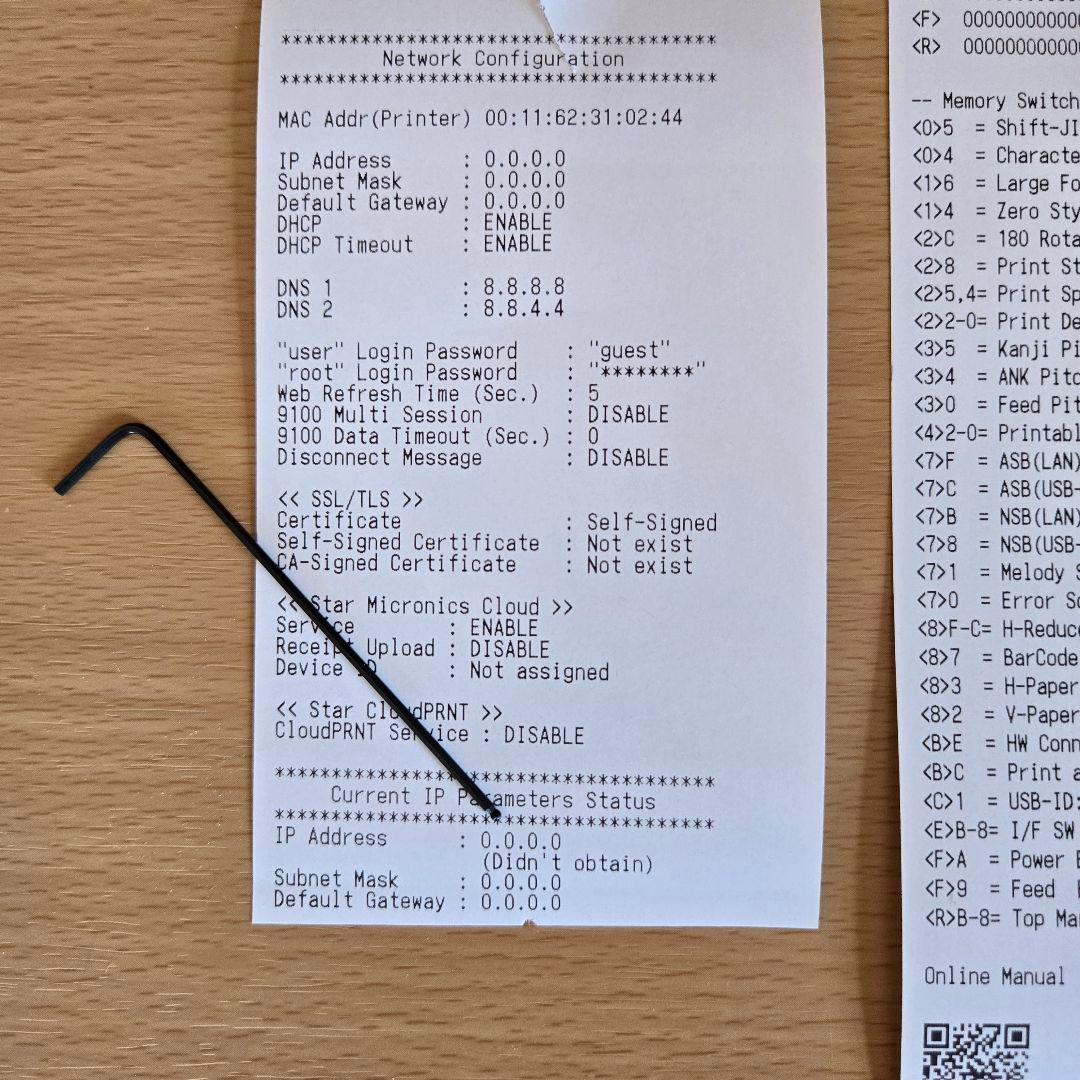 **************************************
Network Configuration
**************************************
MAC Addr(Printer) 00:11:62:31:02:44
IP Address : 0.0.0.0
Subnet Mask : 0.0.0.0
Default Gateway : 0.0.0.0
DHCP : ENABLE
DHCP Timeout : ENABLE
DNS 1 : 8.8.8.8
DNS 2 : 8.8.4.4
"user" Login Password : "guest"
"root" Login Password : "********"
Web Refresh Time (Sec.) : 5
9100 Multi Session : DISABLE
9100 Data Timeout (Sec.) : 0
Disconnect Message : DISABLE
<< SSL/TLS >>
Certificate : Self-Signed
Self-Signed Certificate : Not exist
CA-Signed Certificate : Not exist
<< Star Micronics Cloud >>
Service : ENABLE
Receipt Upload : DISABLE
Device ID : Not assigned
<< Star CloudPRNT >>
CloudPRNT Service : DISABLE
**************************************
Current IP Parameters Status
**************************************
IP Address : 0.0.0.0
(Didn't obtain)
Subnet Mask : 0.0.0.0
Default Gateway : 0.0.0.0
<F> 00000000000
<R> 00000000000
-- Memory Switch
<0>5 = Shift-JI
<0>4 = Characte
<1>6 = Large Fo
<1>4 = Zero Sty
<2>C = 180 Rota
<2>8 = Print St
<2>5,4= Print Sp
<2>2-0= Print De
<3>5 = Kanji Pi
<3>4 = ANK Pitc
<3>0 = Feed Pit
<4>2-0= Printabl
<7>F = ASB(LAN)
<7>C = ASB(USB-
<7>B = NSB(LAN)
<7>8 = NSB(USB-
<7>1 = Melody S
<7>0 = Error So
<8>F-C= H-Reduce
<8>7 = BarCode
<8>3 = H-Paper
<8>2 = V-Paper
<B>E = HW Conn
<B>C = Print a
<C>1 = USB-ID:
<E>B-8= I/F SW
<F>A = Power
<F>9 = Feed
<R>B-8= Top Ma
Online Manual